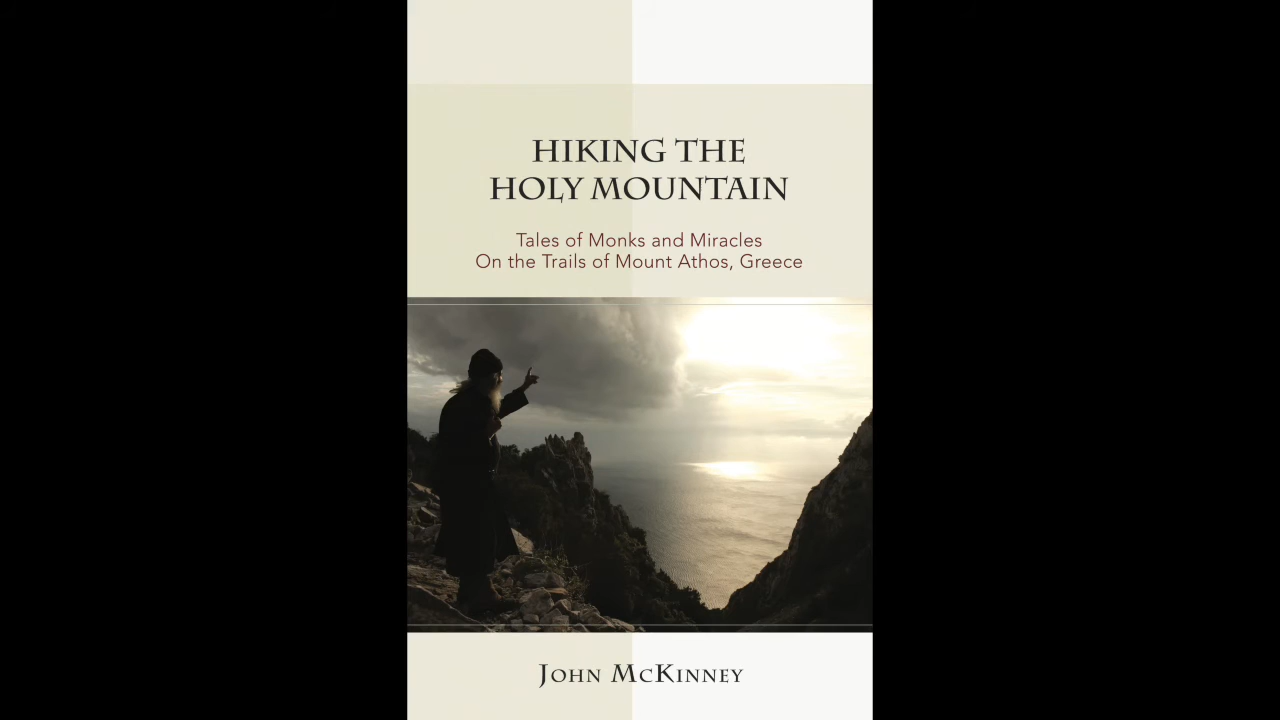 HIKING THE
HOLY MOUNTAIN
Tales of Monks and Miracles
On the Trails of Mount Athos, Greece
JOHN MCKINNEY